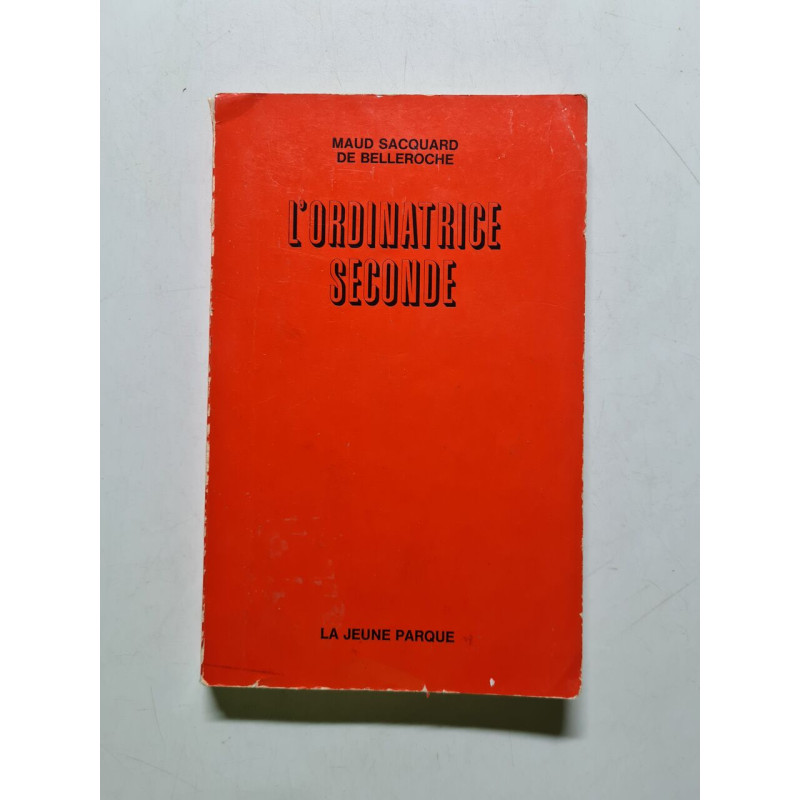 MAUD SACQUARD
DE BELLEROCHE
L'ORDINATRICE
SECONDE
LA JEUNE PARQUE